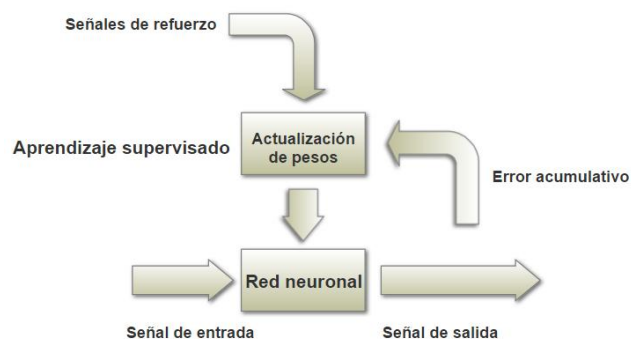 Señales de refuerzo
Aprendizaje supervisado
Actualización
de pesos
Error acumulativo
Red neuronal
Señal de entrada
Señal de salida